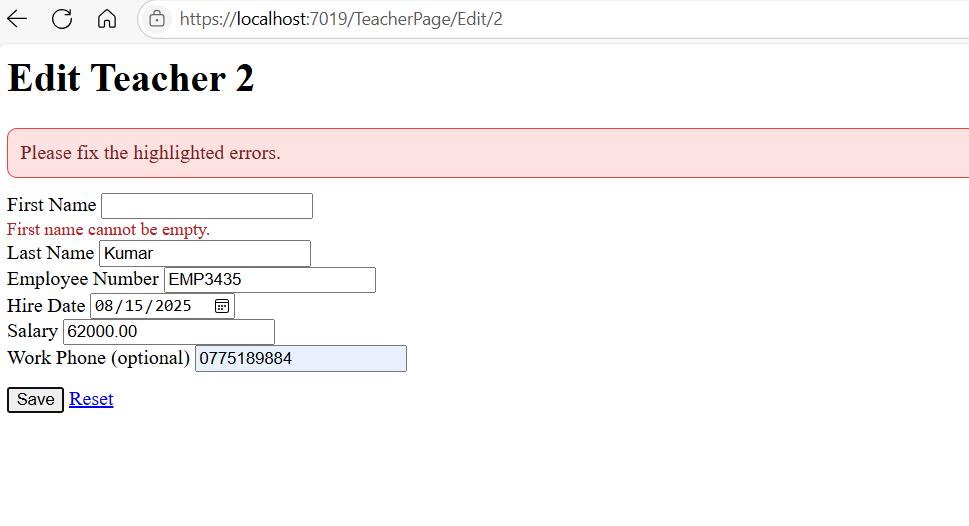 https://localhost:7019/TeacherPage/Edit/2
Edit Teacher 2
Please fix the highlighted errors.
First Name
First name cannot be empty.
Last Name Kumar
Employee Number EMP3435
Hire Date 08/15/2025
Salary 62000.00
Work Phone (optional) 0775189884
Save Reset